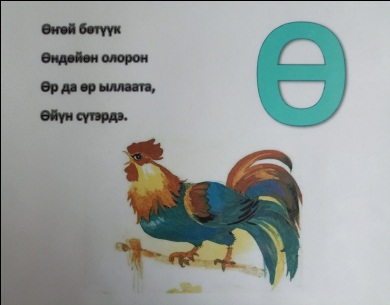 Өҥөй бөтүүк
Өндөйөн олорон
Өр да өр ыллаата,
Өйүн сүтэрдэ.
Ө